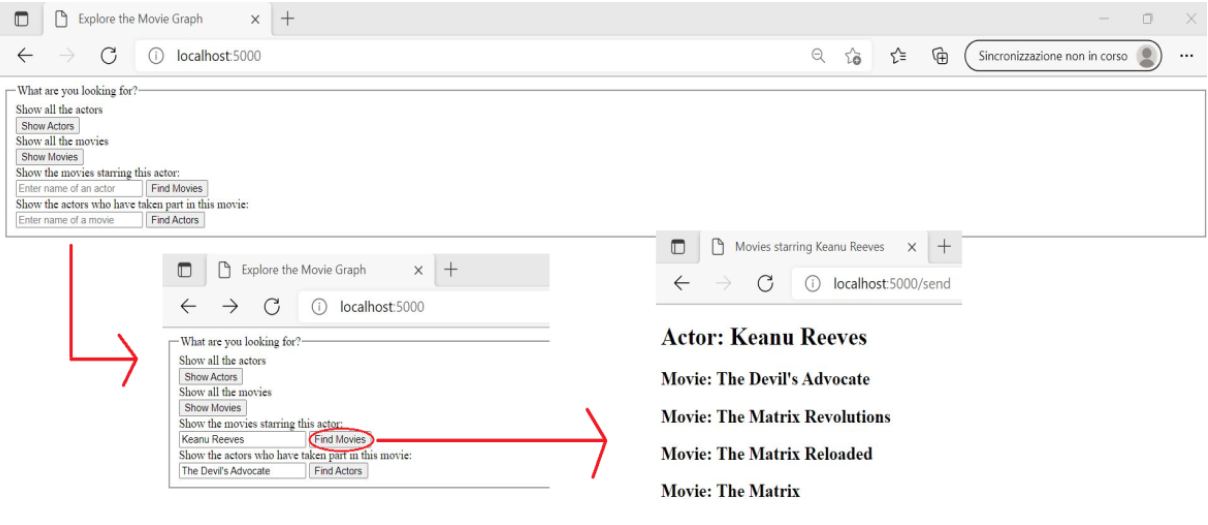 Explore the Movie Graph
localhost:5000
Sincronizzazione non in corso
What are you looking for?
Show all the actors
Show Actors
Show all the movies
Show Movies
Show the movies starring this actor:
Enter name of an actor Find Movies
Show the actors who have taken part in this movie:
Enter name of a movie Find Actors
Explore the Movie Graph
localhost:5000
What are you looking for?
Show all the actors
Show Actors
Show all the movies
Show Movies
Show the movies starring this actor:
Keanu Reeves Find Movies
Show the actors who have taken part in this movie:
The Devil's Advocate Find Actors
Movies starring Keanu Reeves
localhost:5000/send
Actor: Keanu Reeves
Movie: The Devil's Advocate
Movie: The Matrix Revolutions
Movie: The Matrix Reloaded
Movie: The Matrix